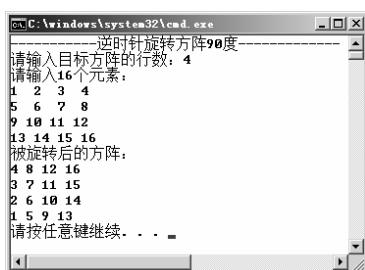 C:\windows\system32\cmd.exe
-----------逆时针旋转方阵90度-------------
请输入目标方阵的行数：4
请输入16个元素：
1 2 3 4
5 6 7 8
9 10 11 12
13 14 15 16
被旋转后的方阵：
4 8 12 16
3 7 11 15
2 6 10 14
1 5 9 13
请按任意键继续. . .